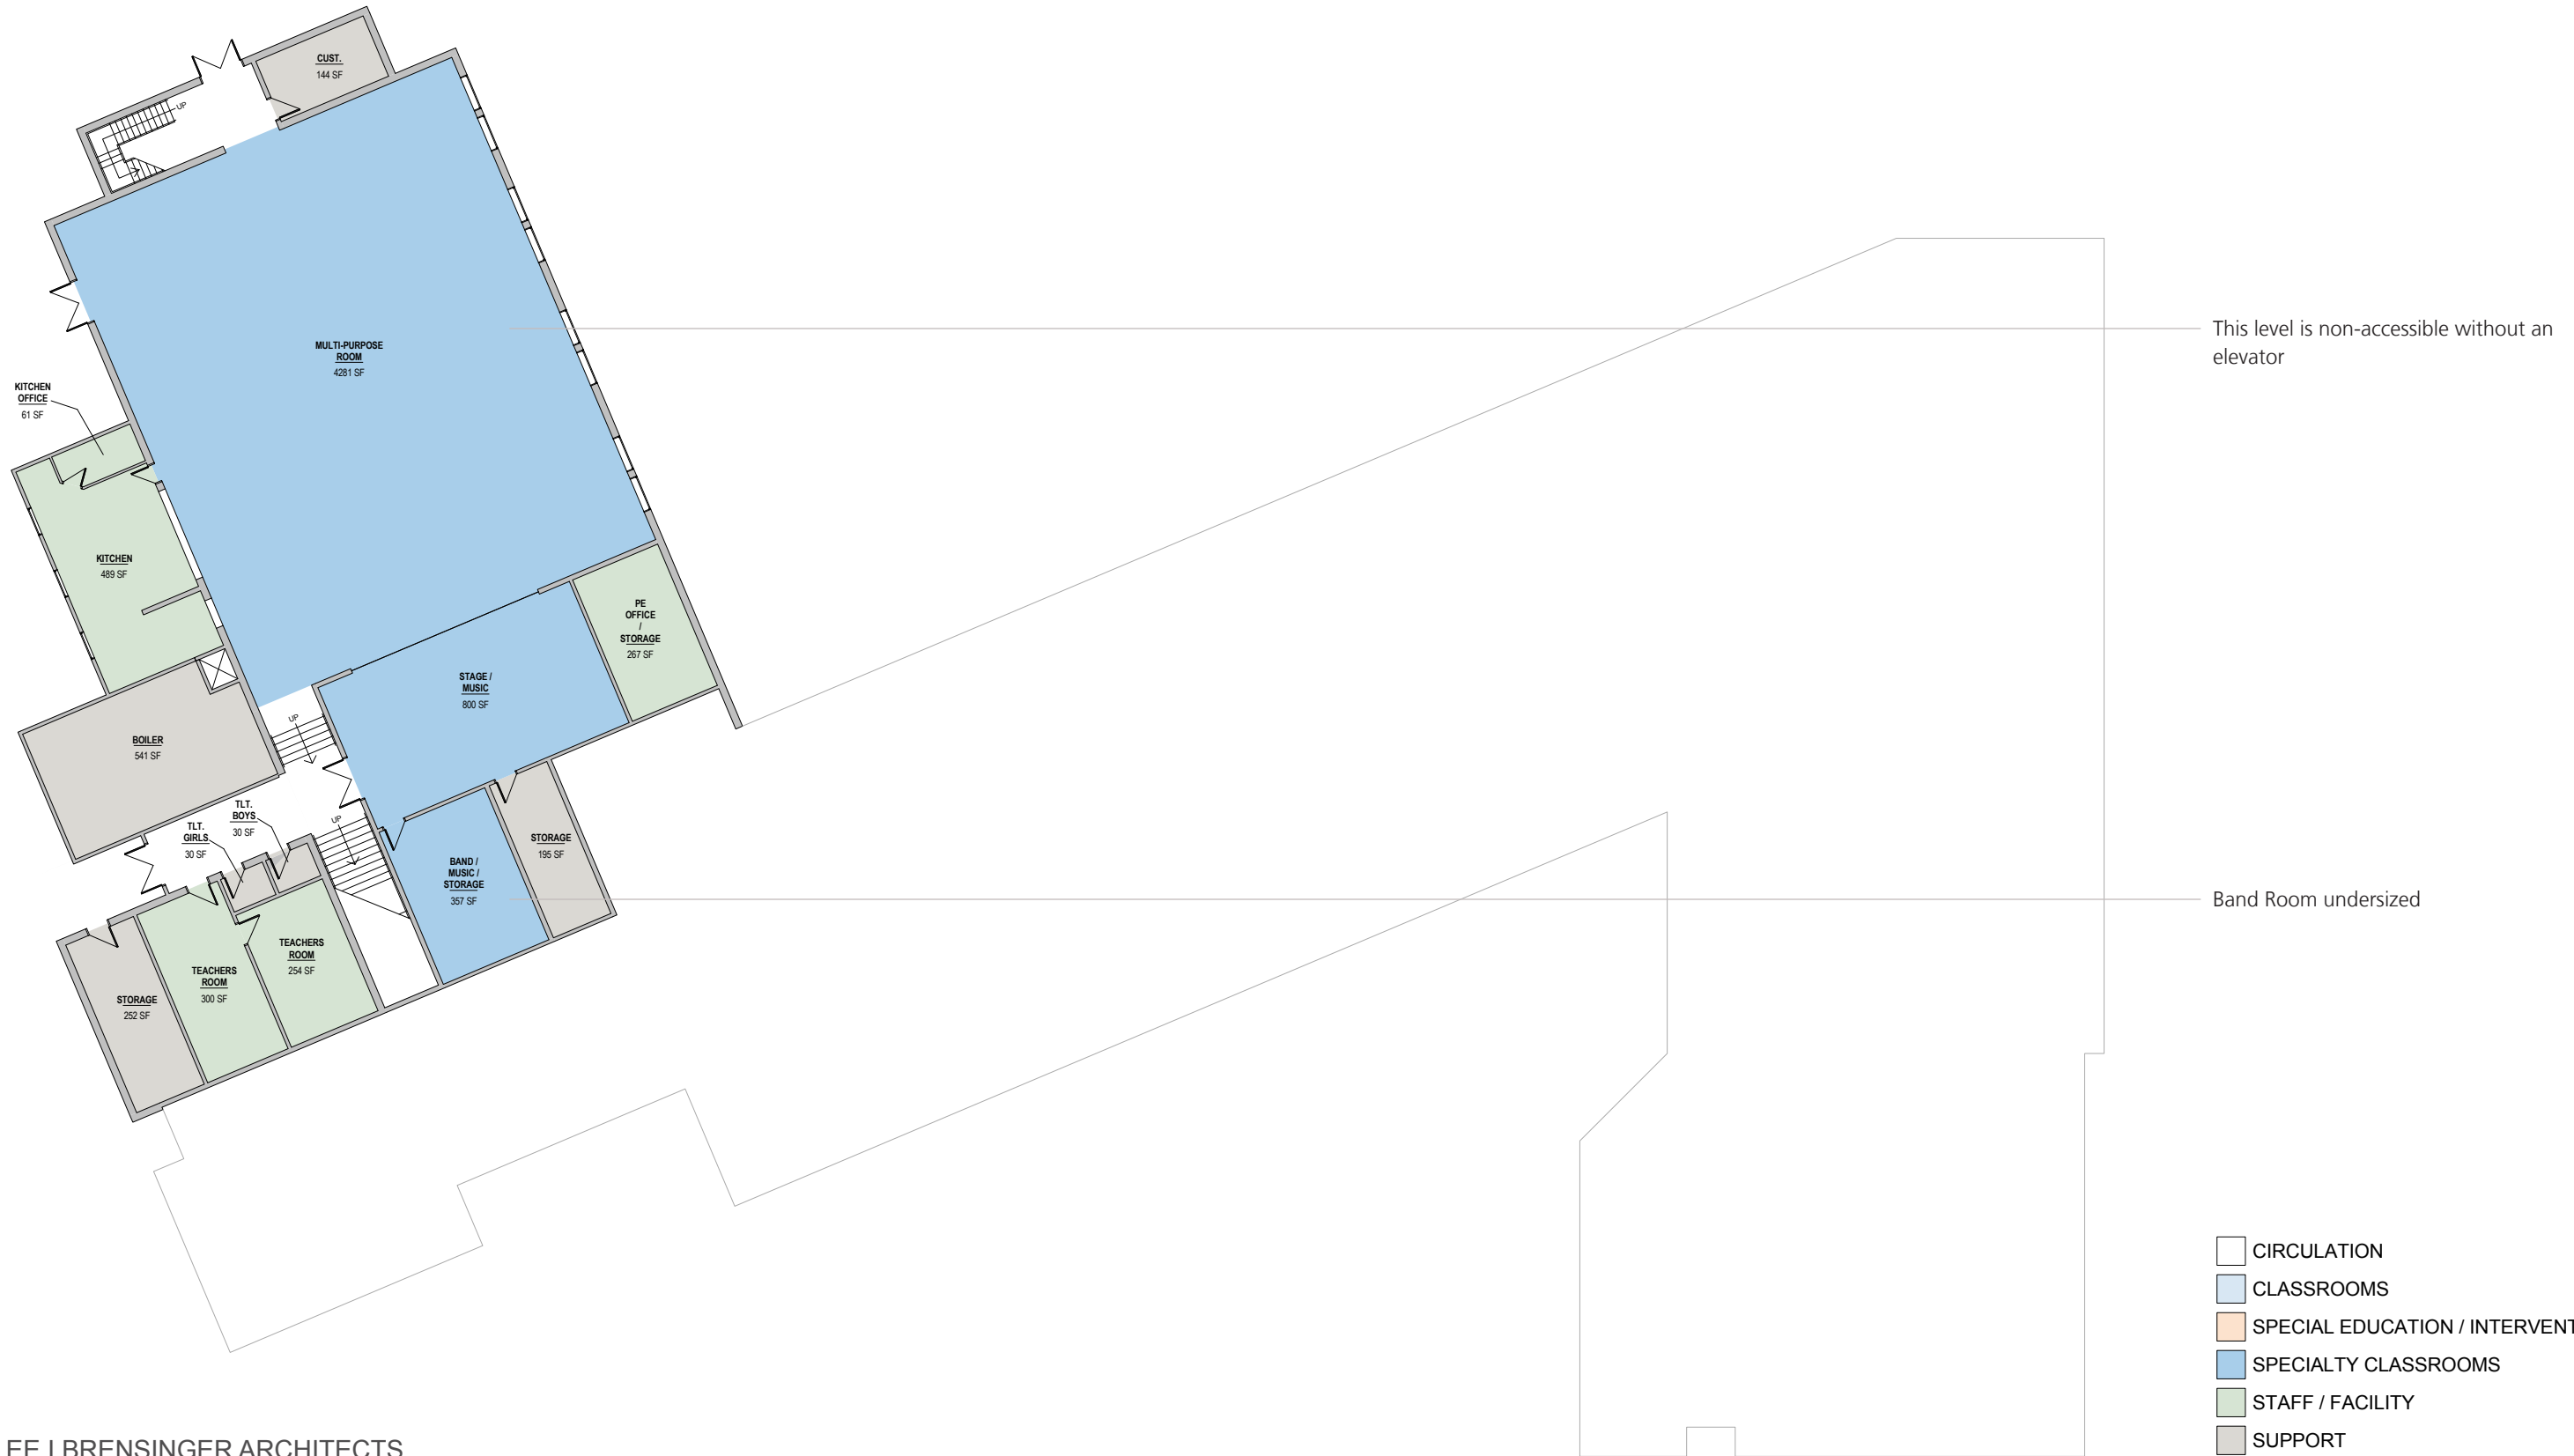 CUST.
144 SF
UP
MULTI-PURPOSE
ROOM
4281 SF
This level is non-accessible without an
elevator
KITCHEN
OFFICE
61 SF
KITCHEN
489 SF
PE
OFFICE
/
STORAGE
267 SF
STAGE /
MUSIC
800 SF
UP
BOILER
541 SF
TLT.
BOYS
30 SF
TLT.
GIRLS
30 SF
UP
STORAGE
195 SF
BAND /
MUSIC /
STORAGE
357 SF
Band Room undersized
TEACHERS
ROOM
254 SF
TEACHERS
ROOM
300 SF
STORAGE
252 SF
CIRCULATION
CLASSROOMS
SPECIAL EDUCATION / INTERVENT
SPECIALTY CLASSROOMS
STAFF / FACILITY
SUPPORT
EE | BRENSINGER ARCHITECTS